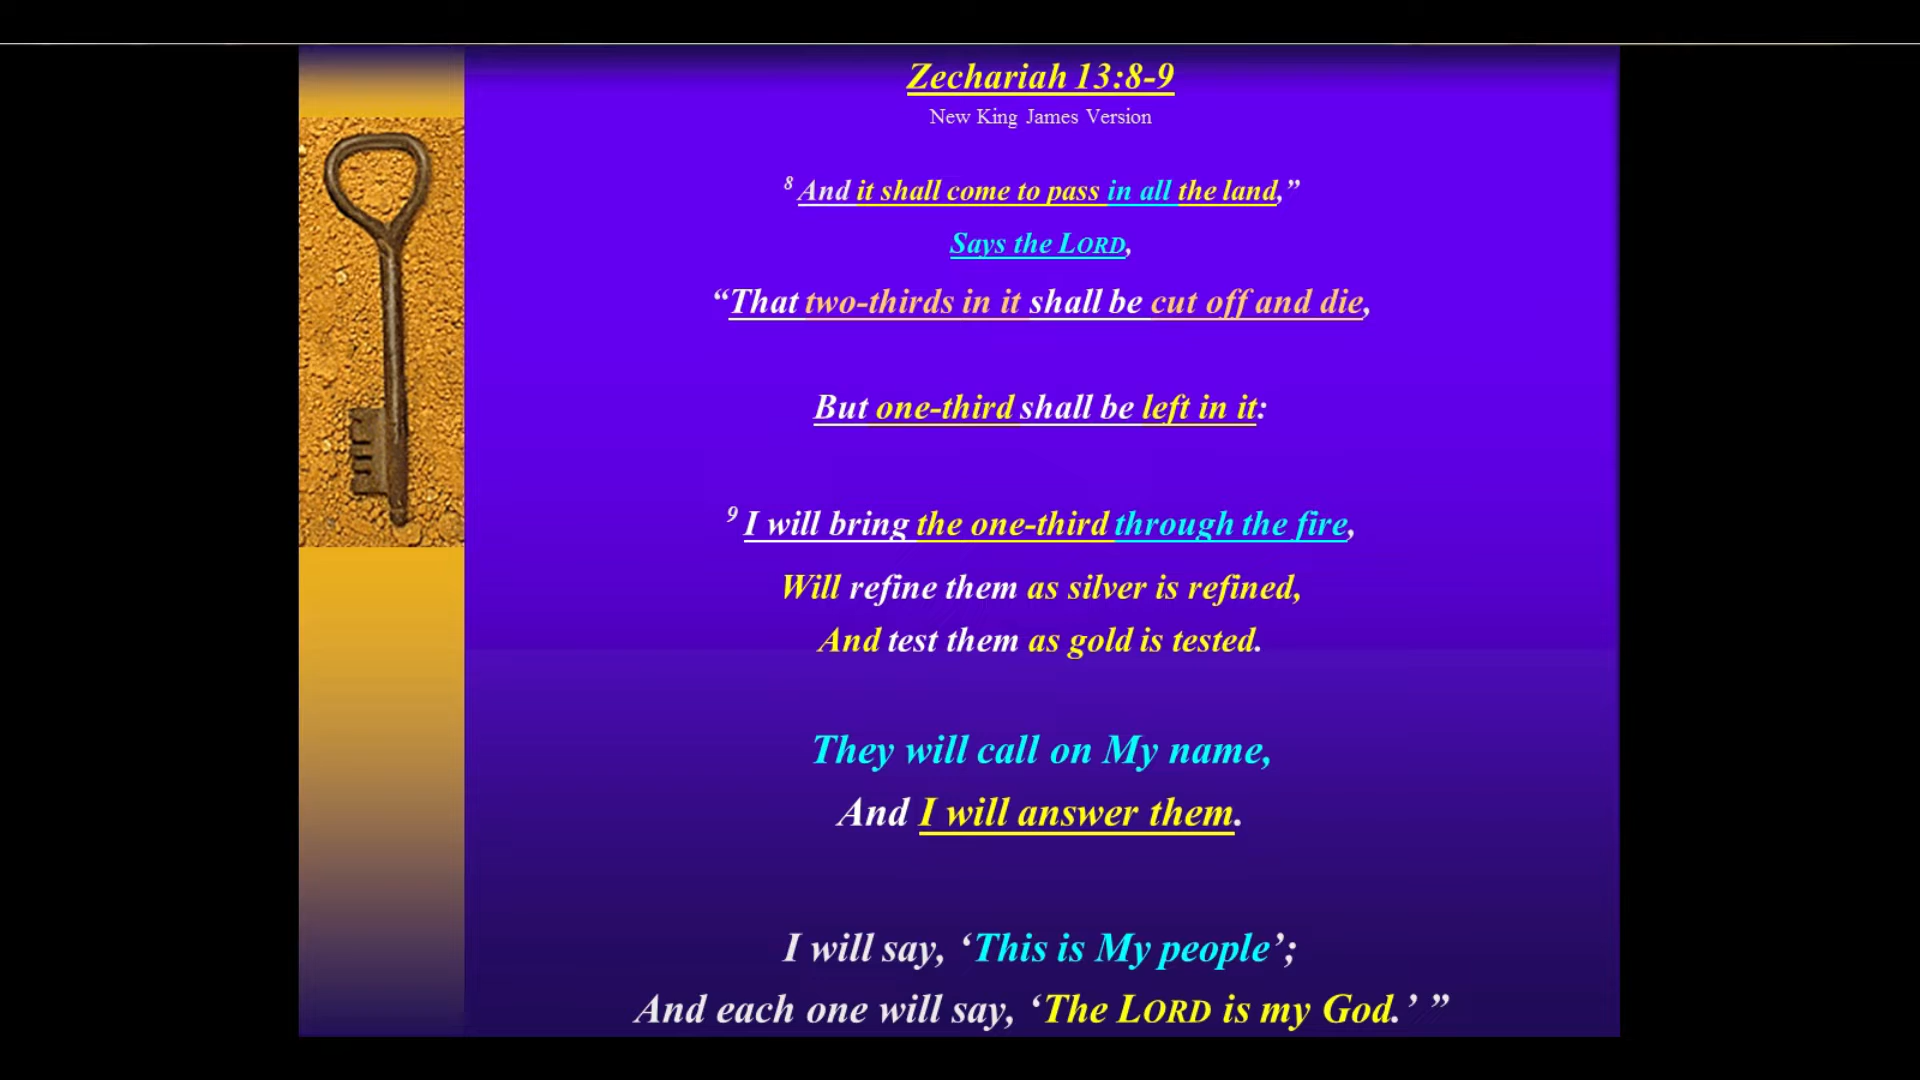 Zechariah 13:8-9
New King James Version
8 And it shall come to pass in all the land,”
Says the LORD,
“That two-thirds in it shall be cut off and die,
But one-third shall be left in it:
9 I will bring the one-third through the fire,
Will refine them as silver is refined,
And test them as gold is tested.
They will call on My name,
And I will answer them.
I will say, ‘This is My people’;
And each one will say, ‘The LORD is my God.’ ”